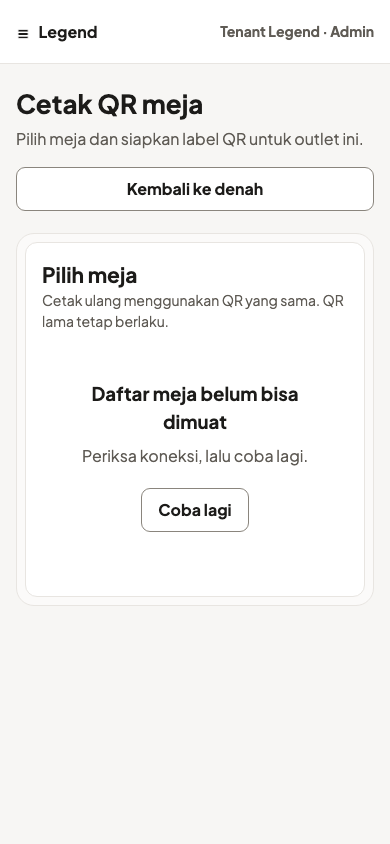 ≡ Legend
Tenant Legend · Admin
Cetak QR meja
Pilih meja dan siapkan label QR untuk outlet ini.
Kembali ke denah
Pilih meja
Cetak ulang menggunakan QR yang sama. QR
lama tetap berlaku.
Daftar meja belum bisa
dimuat
Periksa koneksi, lalu coba lagi.
Coba lagi